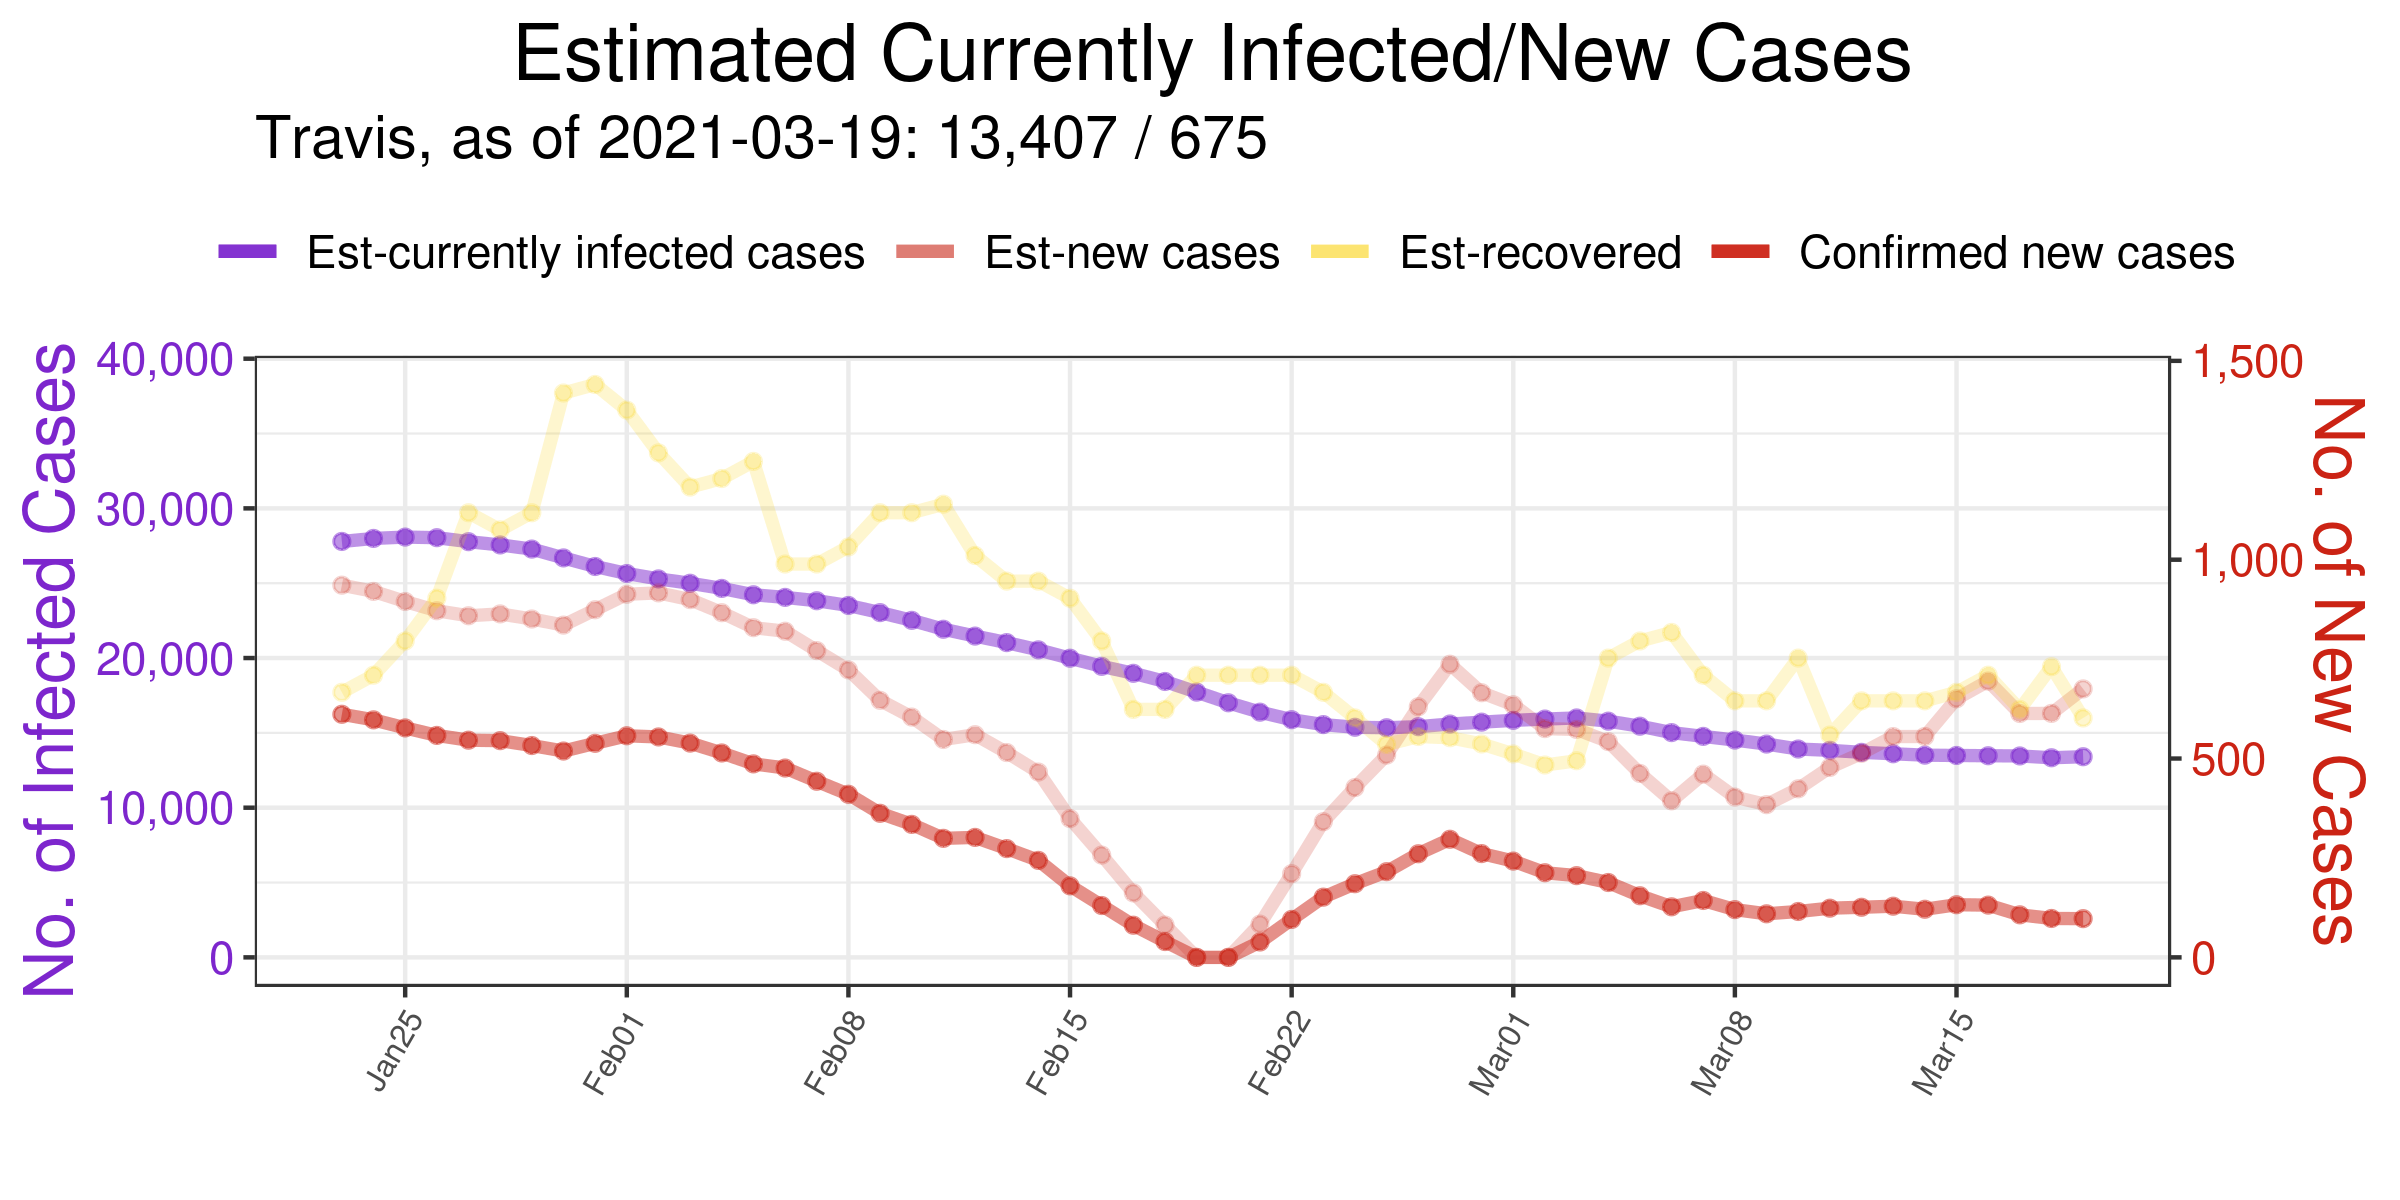 Estimated Currently Infected/New Cases
Travis, as of 2021-03-19: 13,407 / 675
Est-currently infected cases Est-new cases Est-recovered Confirmed new cases
No. of Infected Cases
40,000
30,000
20,000
10,000
0
1,500
1,000
500
0
No. of New Cases
Jan25 Feb01 Feb08 Feb15 Feb22 Mar01 Mar08 Mar15